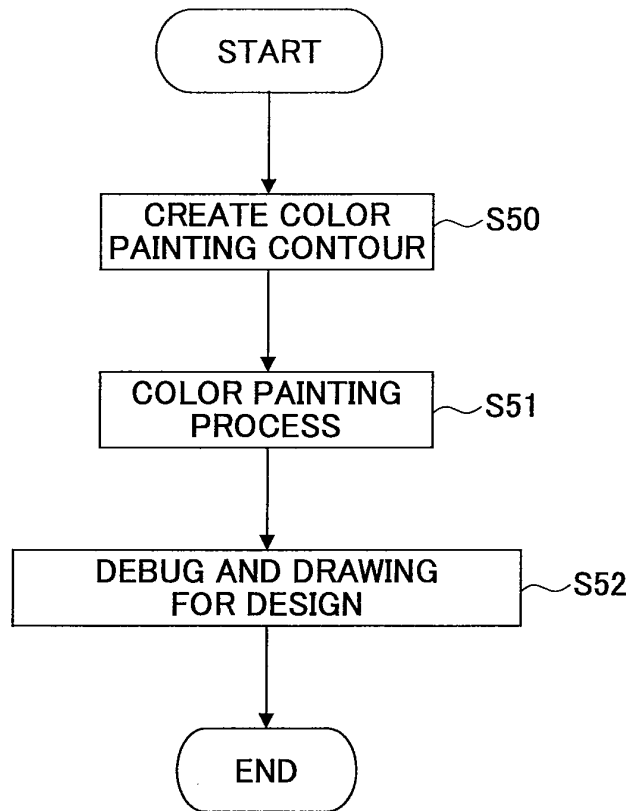 START
CREATE COLOR
PAINTING CONTOUR
S50
COLOR PAINTING
PROCESS
S51
DEBUG AND DRAWING
FOR DESIGN
S52
END